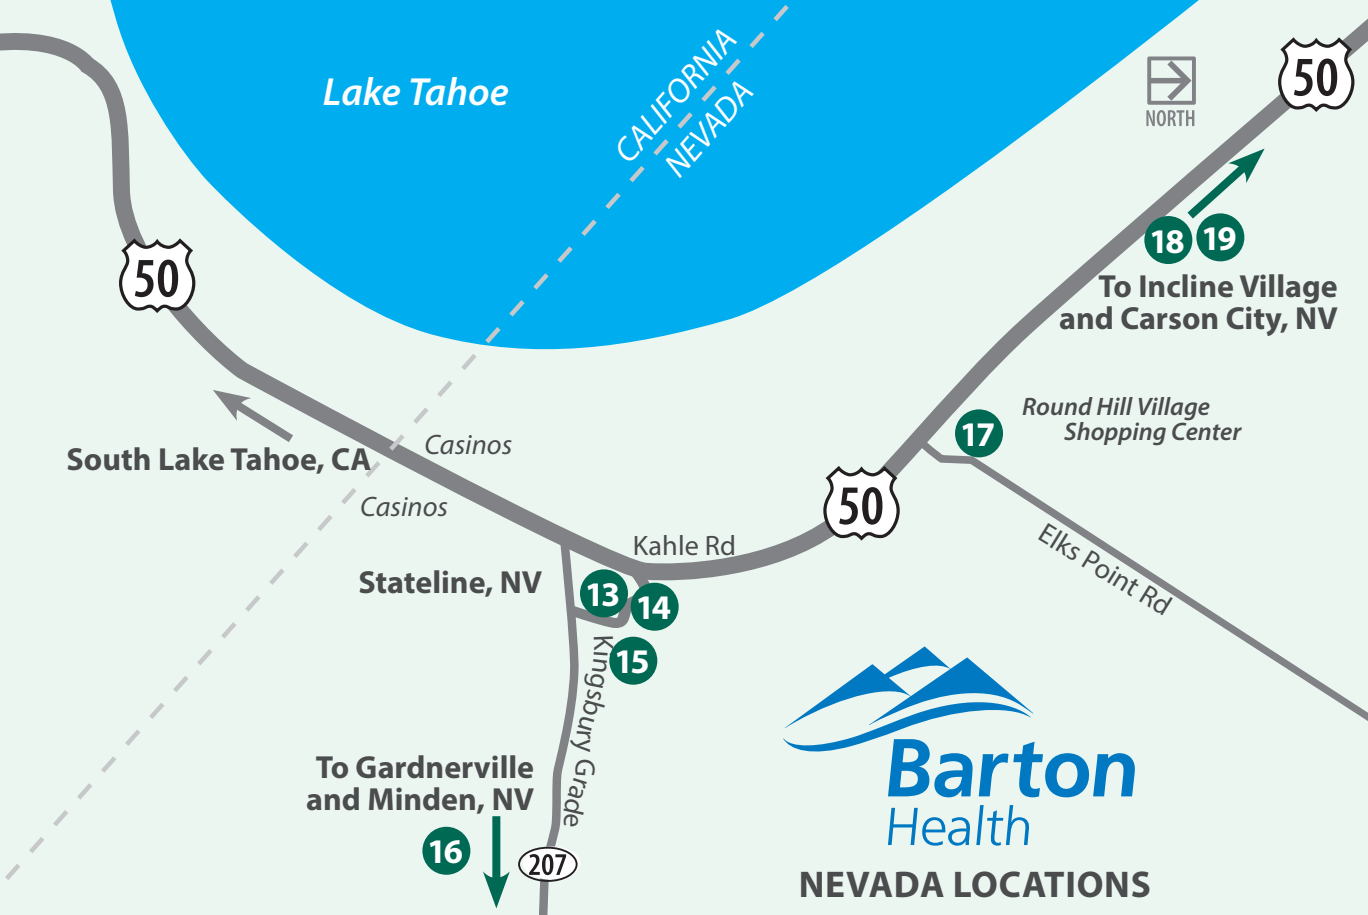 Lake Tahoe
CALIFORNIA
NEVADA
NORTH
50
50
18
19
To Incline Village
and Carson City, NV
South Lake Tahoe, CA
Casinos
Casinos
17
Round Hill Village
Shopping Center
50
Kahle Rd
Elks Point Rd
Stateline, NV
13
14
15
Kingsbury Grade
To Gardnerville
and Minden, NV
16
207
Barton
Health
NEVADA LOCATIONS